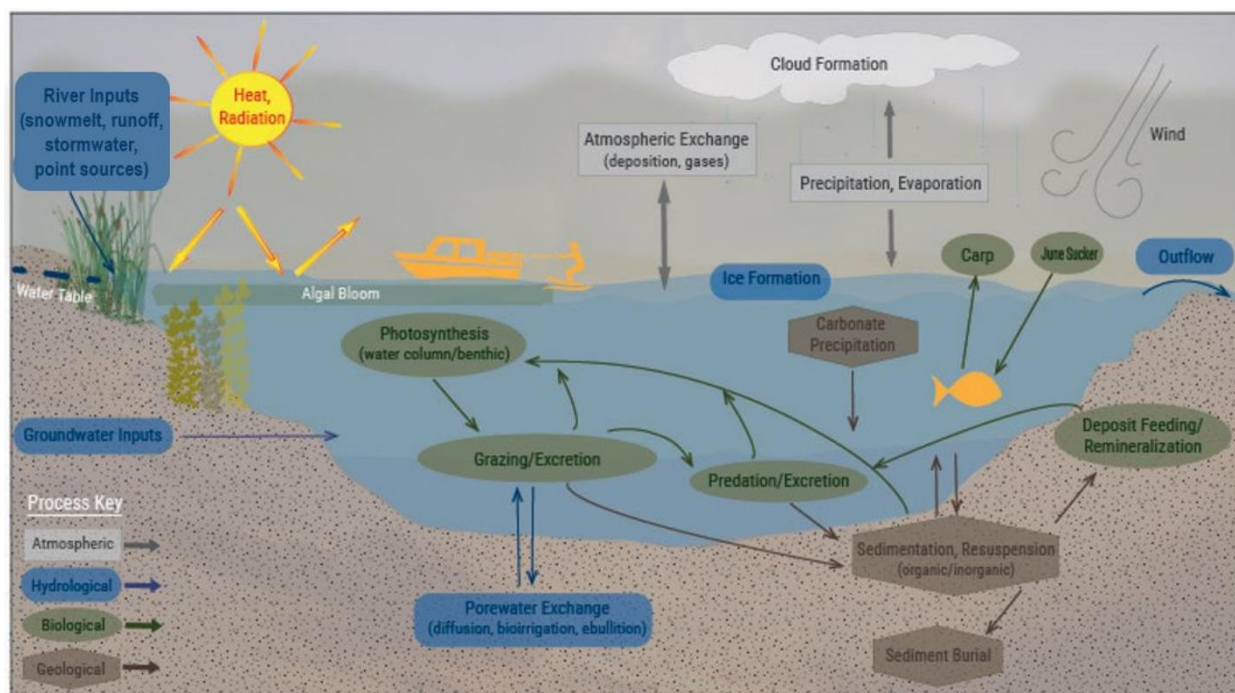 River Inputs
(snowmelt, runoff,
stormwater,
point sources)
Heat,
Radiation
Cloud Formation
Atmospheric Exchange
(deposition, gases)
Wind
Precipitation, Evaporation
Carp
June Sucker
Outflow
Water Table
Algal Bloom
Ice Formation
Photosynthesis
(water column/benthic)
Carbonate
Precipitation
Groundwater Inputs
Grazing/Excretion
Predation/Excretion
Deposit Feeding/
Remineralization
Process Key
Atmospheric
Hydrological
Biological
Geological
Sedimentation, Resuspension
(organic/inorganic)
Porewater Exchange
(diffusion, bioirrigation, ebullition)
Sediment Burial